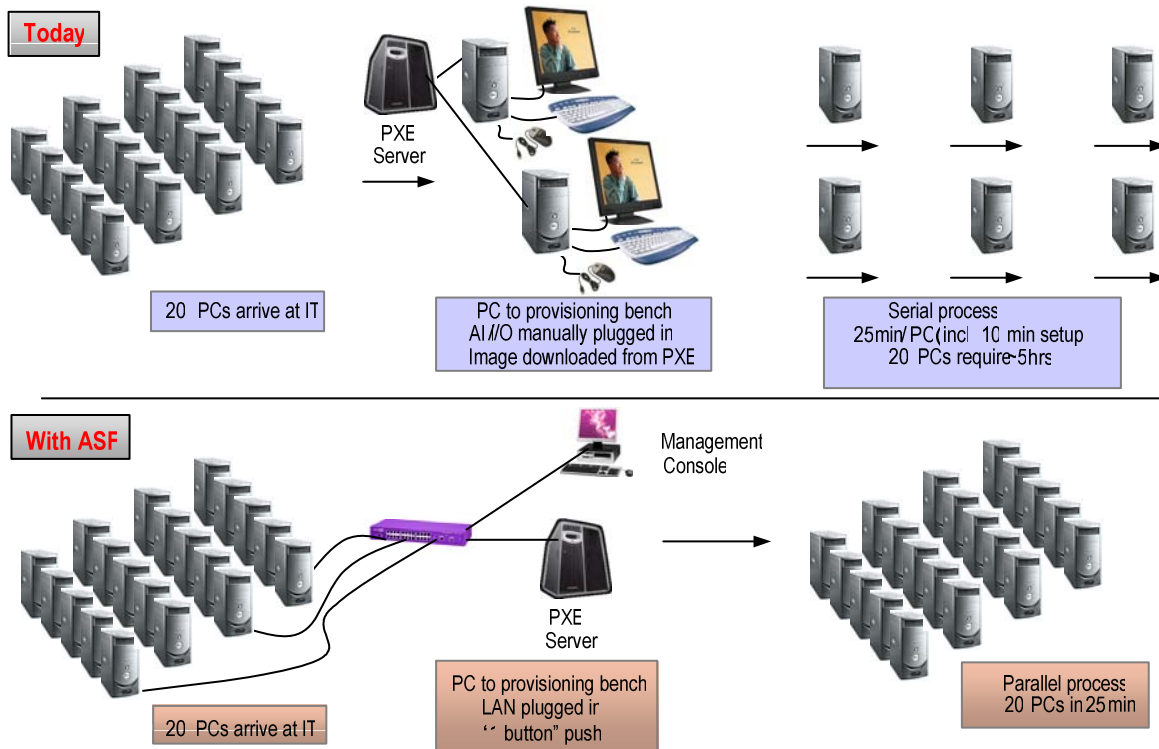 Today
PXE
Server
20 PCs arrive at IT
PC to provisioning bench
All I/O manually plugged in
Image downloaded from PXE
Serial process
25min/PC(incl 10 min setup
20 PCs require~5hrs
With ASF
Management
Console
PXE
Server
20 PCs arrive at IT
PC to provisioning bench
LAN plugged in
button” push
Parallel process
20 PCs in 25 min